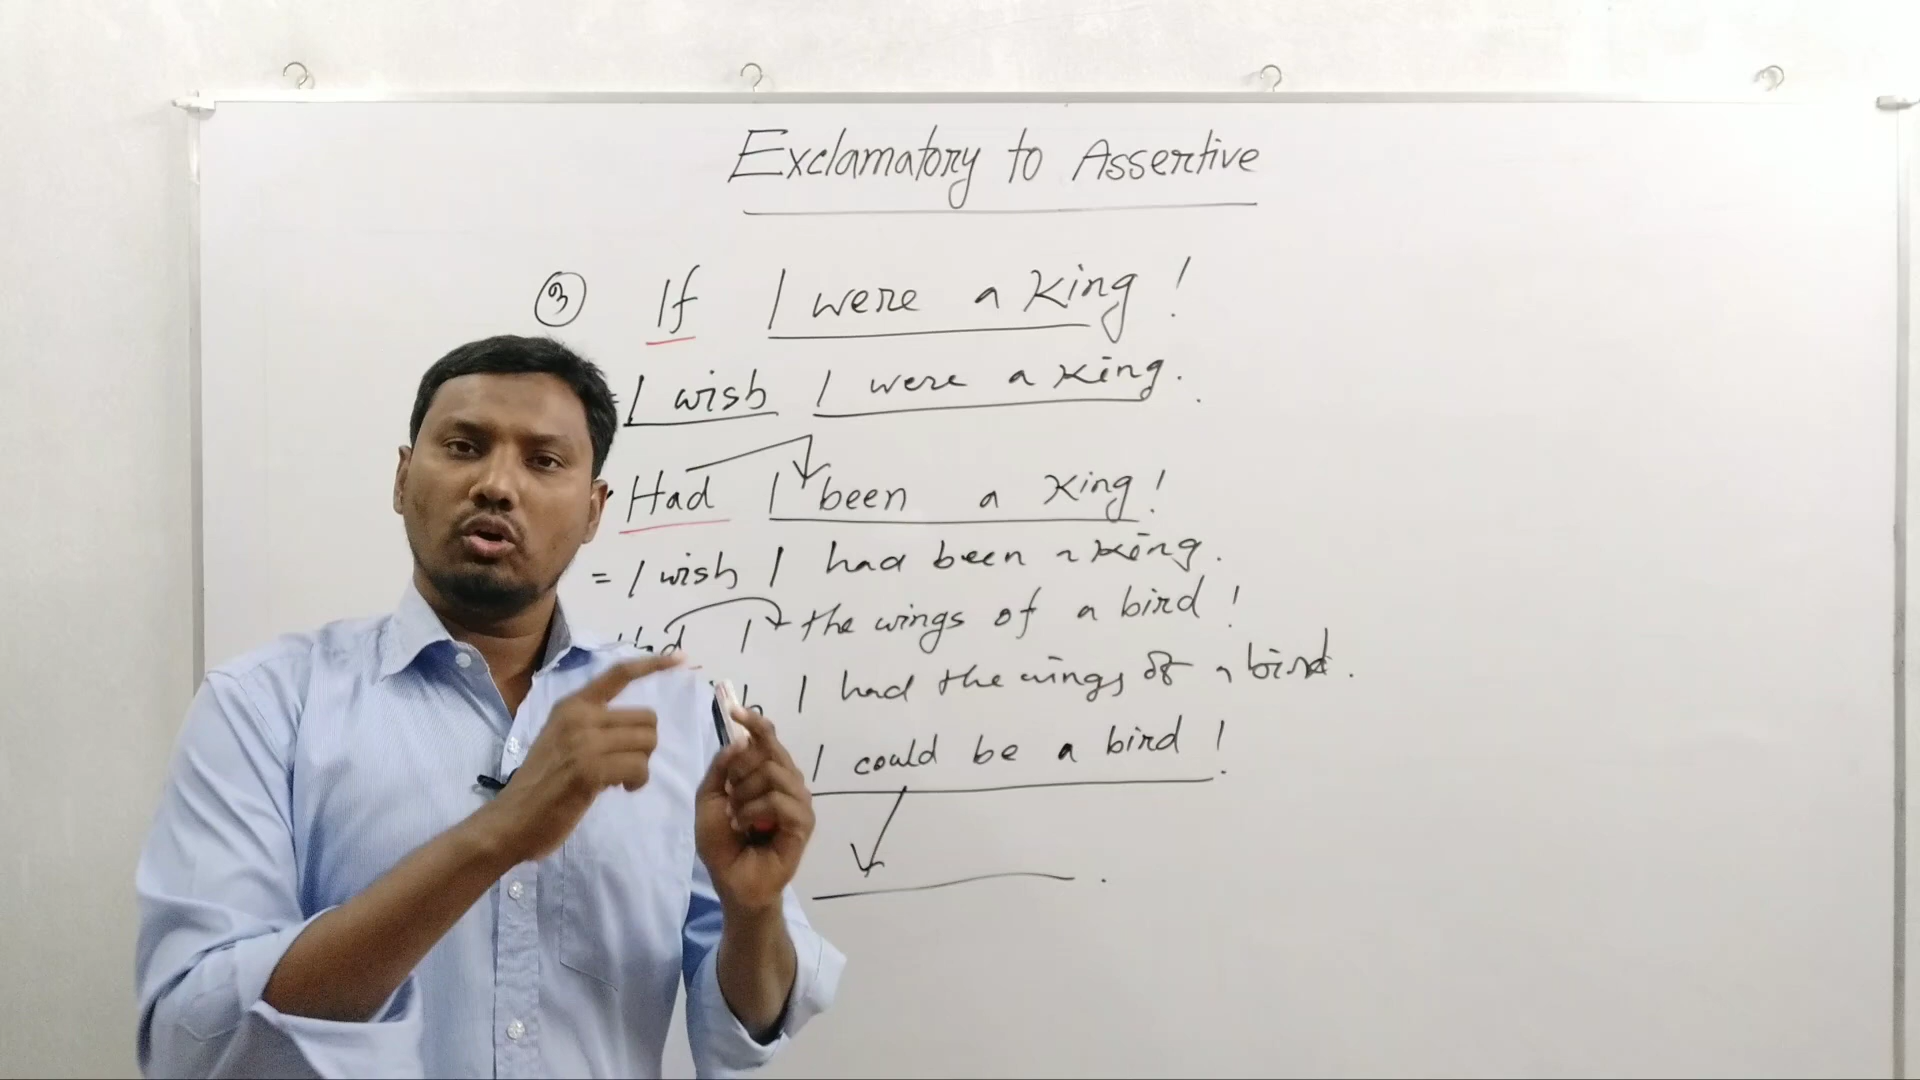 Exclamatory to Assertive
③ If I were a King!
= I wish I were a King.
Had I been a King!
= I wish I had been a King.
Had I the wings of a bird!
I had the wings of a bird.
I could be a bird!